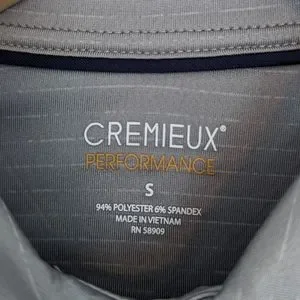 CREMIEUX®
PERFORMANCE
S
94% POLYESTER 6% SPANDEX
MADE IN VIETNAM
RN 58909